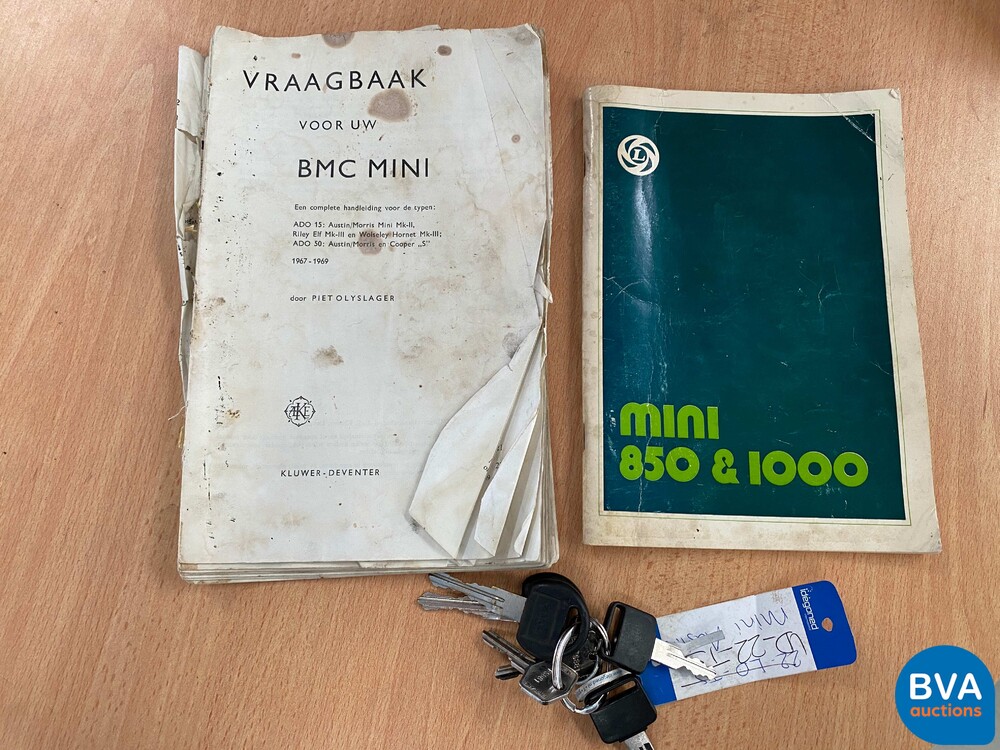 VRAAGBAAK
VOOR UW
BMC MINI
Een complete handleiding voor de typen:
ADO 15: Austin/Morris Mini Mk-II,
Riley Elf Mk-III en Wolseley Hornet Mk-III;
ADO 50: Austin/Morris en Cooper „S"
1967-1969
door PIET OLYSLAGER
KLUWER-DEVENTER
L
mini
850 & 1000
Mini
BVA
auctions